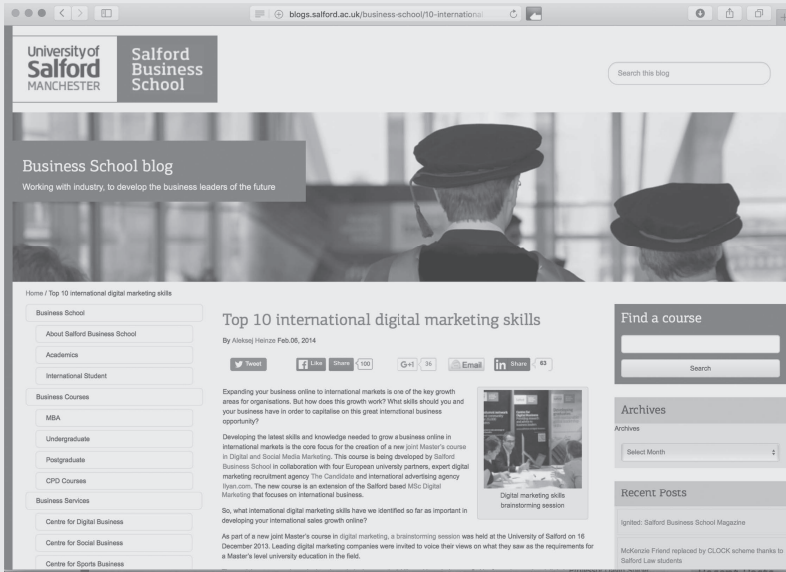 blogs.salford.ac.uk/business-school/10-international
University of
Salford
MANCHESTER
Salford
Business
School
Search this blog
Business School blog
Working with industry, to develop the business leaders of the future
Home / Top 10 international digital marketing skills
Business School
About Salford Business School
Academics
International Student
Business Courses
MBA
Undergraduate
Postgraduate
CPD Courses
Business Services
Centre for Digital Business
Centre for Social Business
Centre for Sports Business
Top 10 international digital marketing skills
By Aleksej Heinze Feb.06, 2014
Tweet
Like Share 100
G+1 36
Email
in Share 63
Expanding your business online to international markets is one of the key growth
areas for organisations. But how does this growth work? What skills should you and
your business have in order to capitalise on this great interntional business
opportunity?
Developing the latest skills and knowledge needed to grow a business online in
international markets is the core focus for the creation of a new joint Master's course
in Digital and Social Media Marketing. This course is being dveloped by Salford
Business School in collaboration with four European university partners, expert digital
marketing recruitment agency The Candidate and international advertising agency
Ilyan.com. The new course is an extension of the Salford based MSc Digital
Marketing that focuses on international business.
So, what international digital marketing skills have we identified so far as important in
developing your international sales growth online?
As part of a new joint Master's course in digital marketing, a brainstorming session was held at the University of Salford on 16
December 2013. Leading digital marketing companies were invited to voice their views on what they saw as the requirements for
a Master's level university education in the field.
Digital marketing skills
brainstorming session
Find a course
Search
Archives
Archives
Select Month
Recent Posts
Ignited: Salford Business School Magazine
McKenzie Friend replaced by CLOCK scheme thanks to
Salford Law students